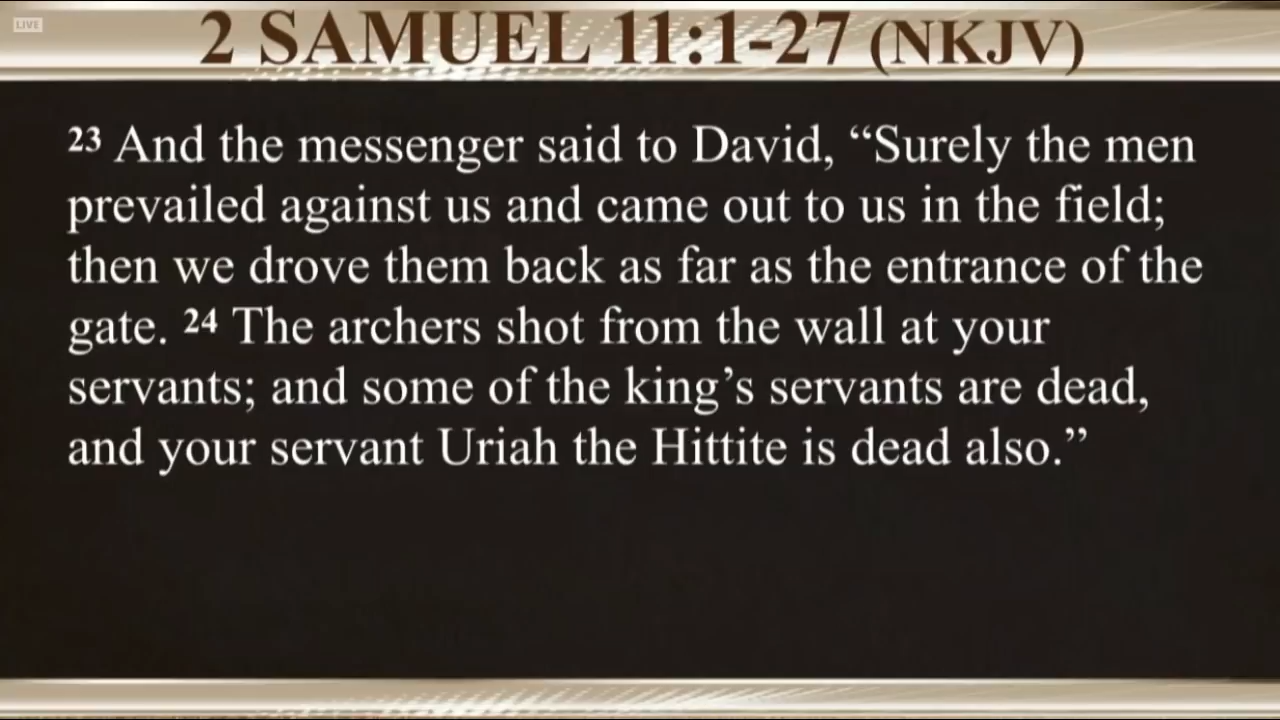 LIVE
2 SAMUEL 11:1-27 (NKJV)
23 And the messenger said to David, “Surely the men
prevailed against us and came out to us in the field;
then we drove them back as far as the entrance of the
gate. 24 The archers shot from the wall at your
servants; and some of the king’s servants are dead,
and your servant Uriah the Hittite is dead also.”